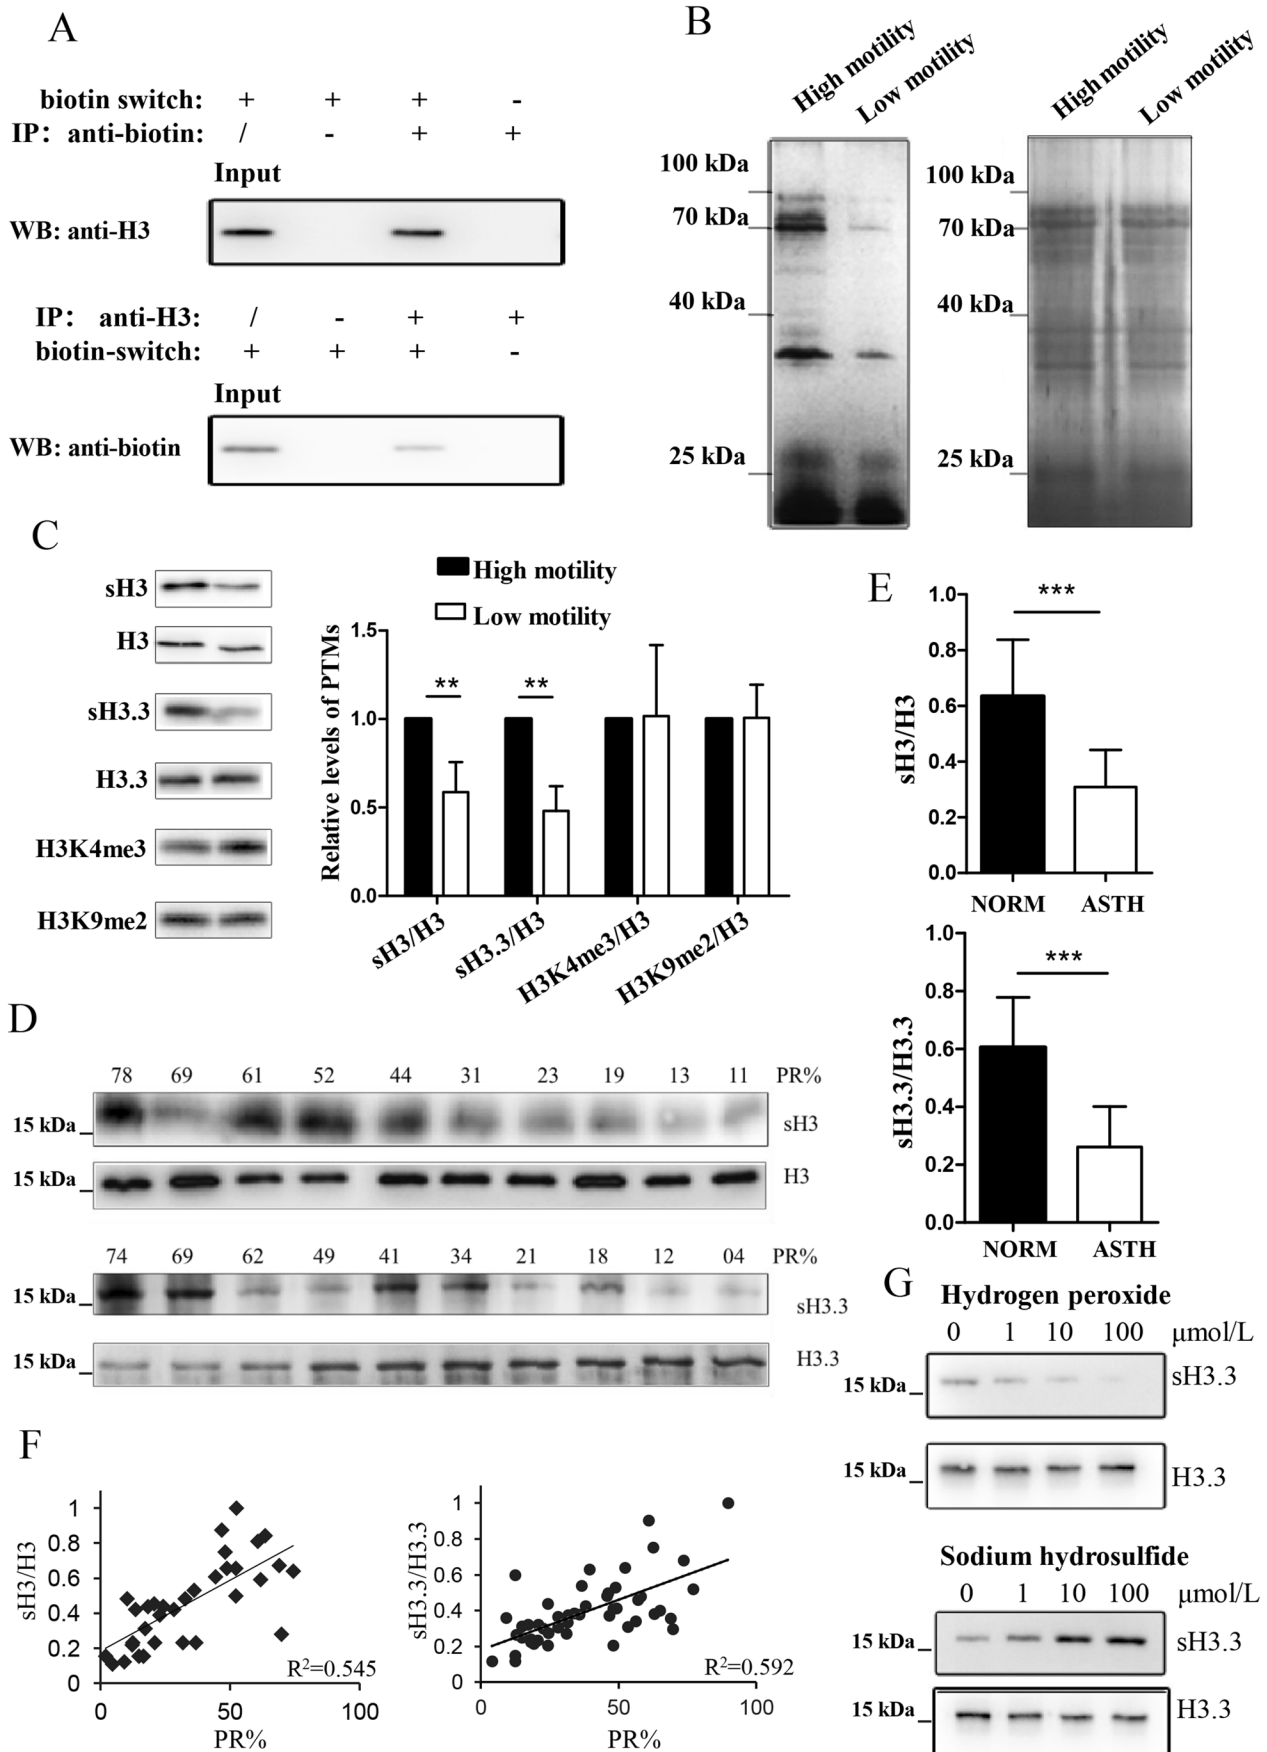 A
biotin switch: + + + -
IP: anti-biotin: / - + +
Input
WB: anti-H3
IP: anti-H3: / - + +
biotin-switch: + + + -
Input
WB: anti-biotin
B
High motility Low motility High motility Low motility
100 kDa
70 kDa
40 kDa
25 kDa
100 kDa
70 kDa
40 kDa
25 kDa
C
sH3
H3
sH3.3
H3.3
H3K4me3
H3K9me2
High motility
Low motility
Relative levels of PTMs
1.5
1.0
0.5
0.0
** **
sH3/H3 sH3.3/H3 H3K4me3/H3 H3K9me2/H3
D
78 69 61 52 44 31 23 19 13 11 PR%
15 kDa sH3
15 kDa H3
74 69 62 49 41 34 21 18 12 04 PR%
15 kDa sH3.3
15 kDa H3.3
E
***
sH3/H3
1.0
0.8
0.6
0.4
0.2
0.0
NORM ASTH
***
sH3.3/H3.3
1.0
0.8
0.6
0.4
0.2
0.0
NORM ASTH
F
sH3/H3
1
0.8
0.6
0.4
0.2
0
R²=0.545
0 50 100
PR%
sH3.3/H3.3
1
0.8
0.6
0.4
0.2
0
R²=0.592
0 50 100
PR%
G
Hydrogen peroxide
0 1 10 100 μmol/L
15 kDa sH3.3
15 kDa H3.3
Sodium hydrosulfide
0 1 10 100 μmol/L
15 kDa sH3.3
15 kDa H3.3